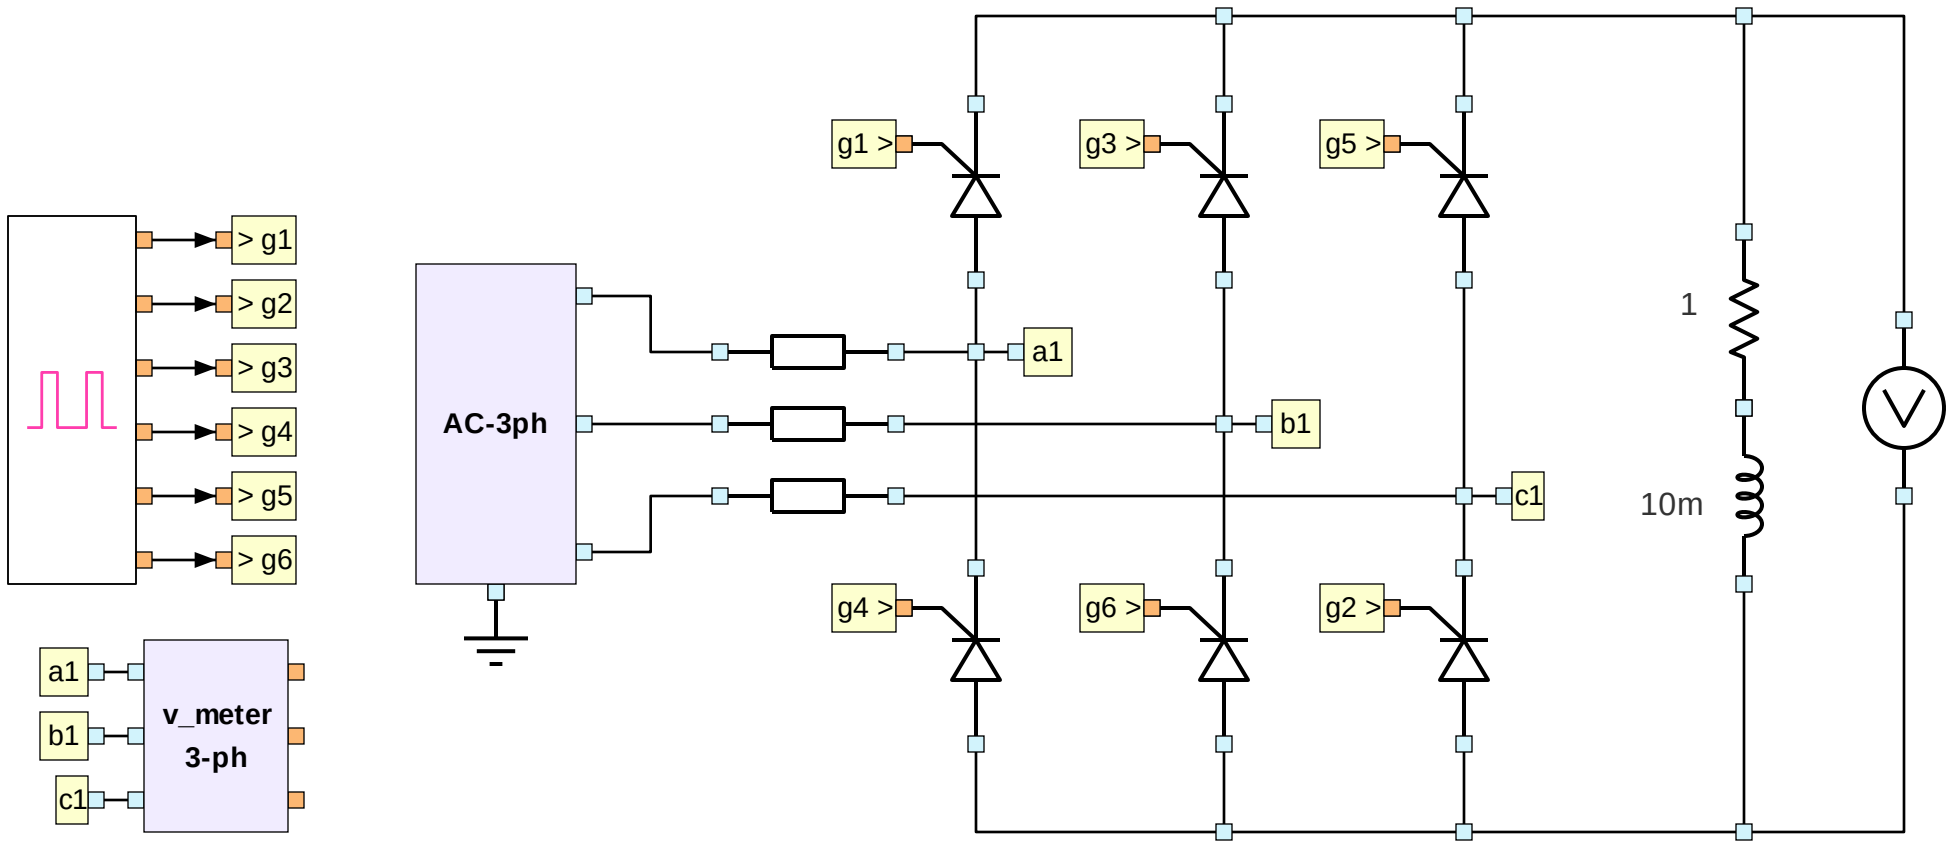 g1 >
g3 >
g5 >
> g1
> g2
> g3
> g4
> g5
> g6
AC-3ph
a1
b1
c1
1
10m
V
g4 >
g6 >
g2 >
a1
b1
c1
v_meter
3-ph